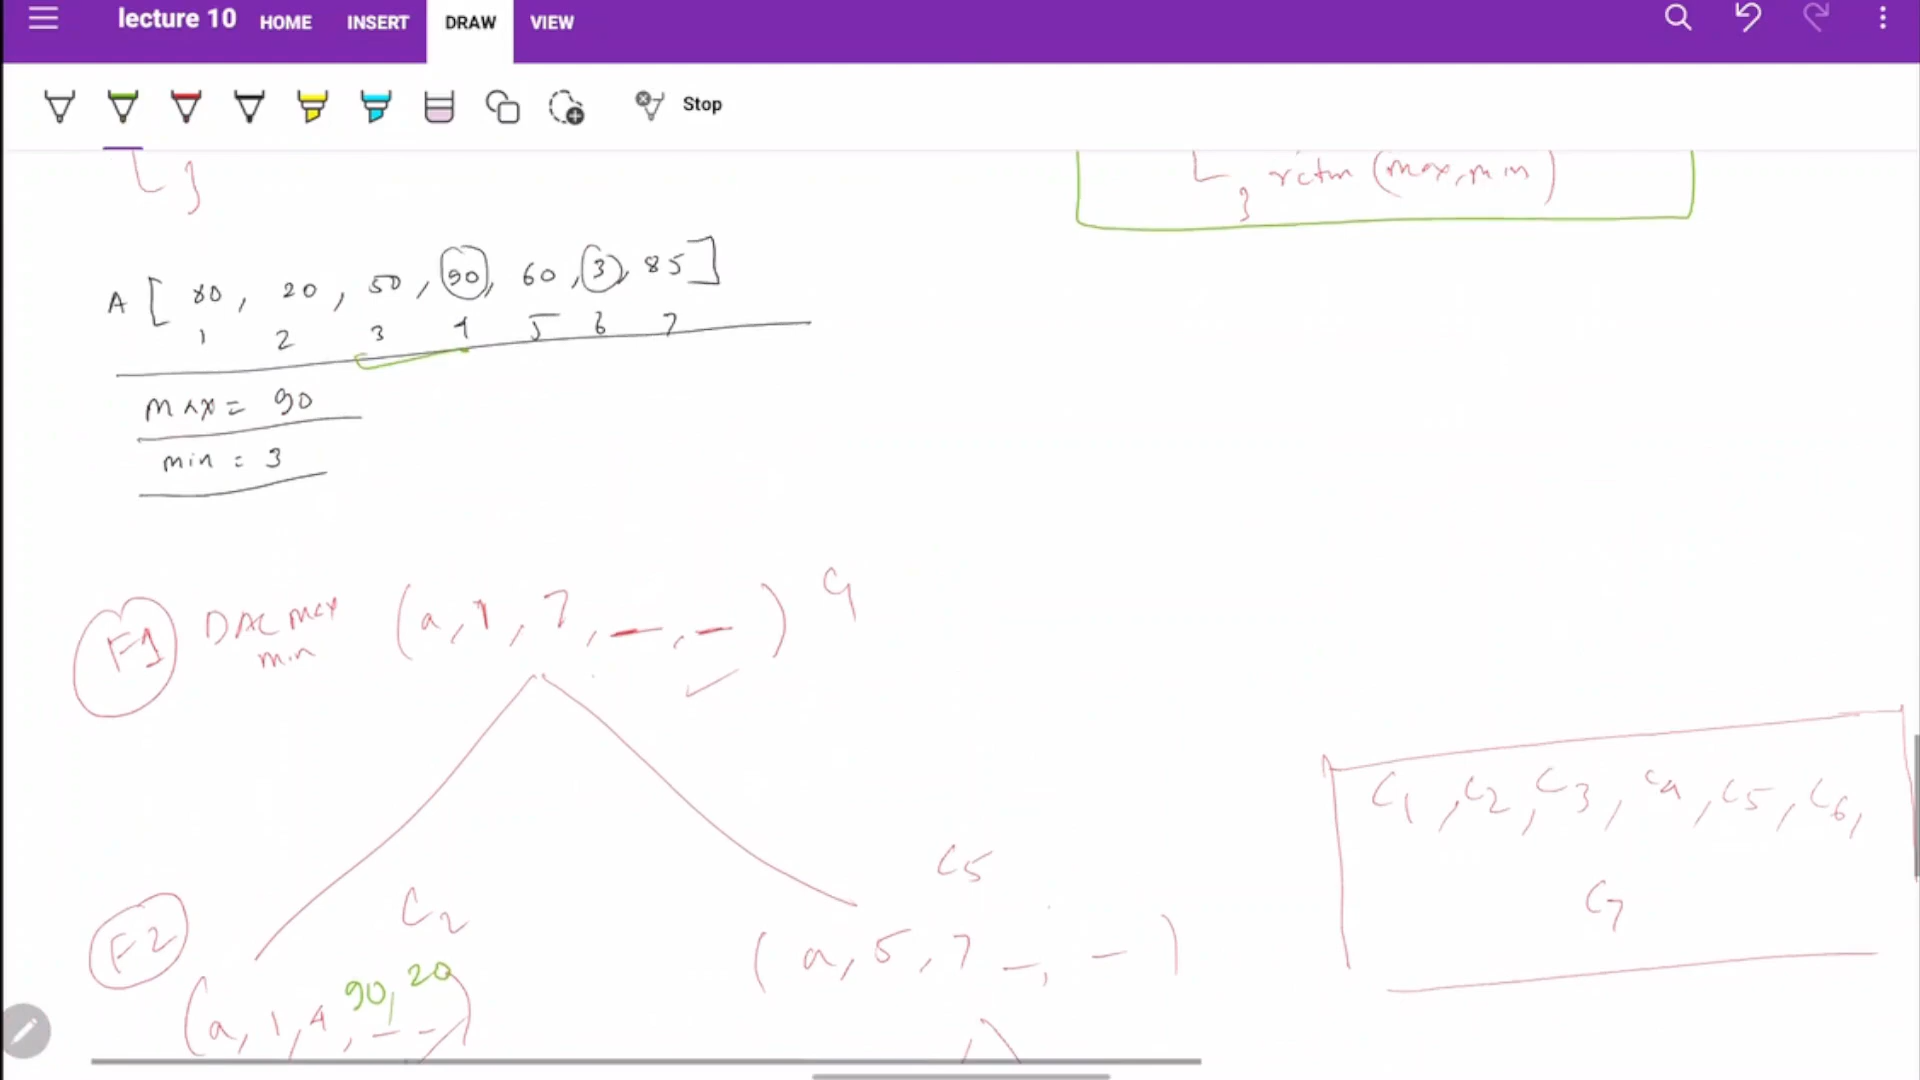 lecture 10 HOME INSERT DRAW VIEW
Stop
[ }
} retrn (max, min)
A [ 80, 20, 50, 90, 60, 3, 85 ]
1 2 3 4 5 6 7
max = 90
min = 3
F1 DAC max (a, 1, 7, _, _) C1
min
C1, C2, C3, C4, C5, C6,
C7
C5
C2
F2
(a, 5, 7 _, _)
90, 20
(a, 1, 4, _ _)